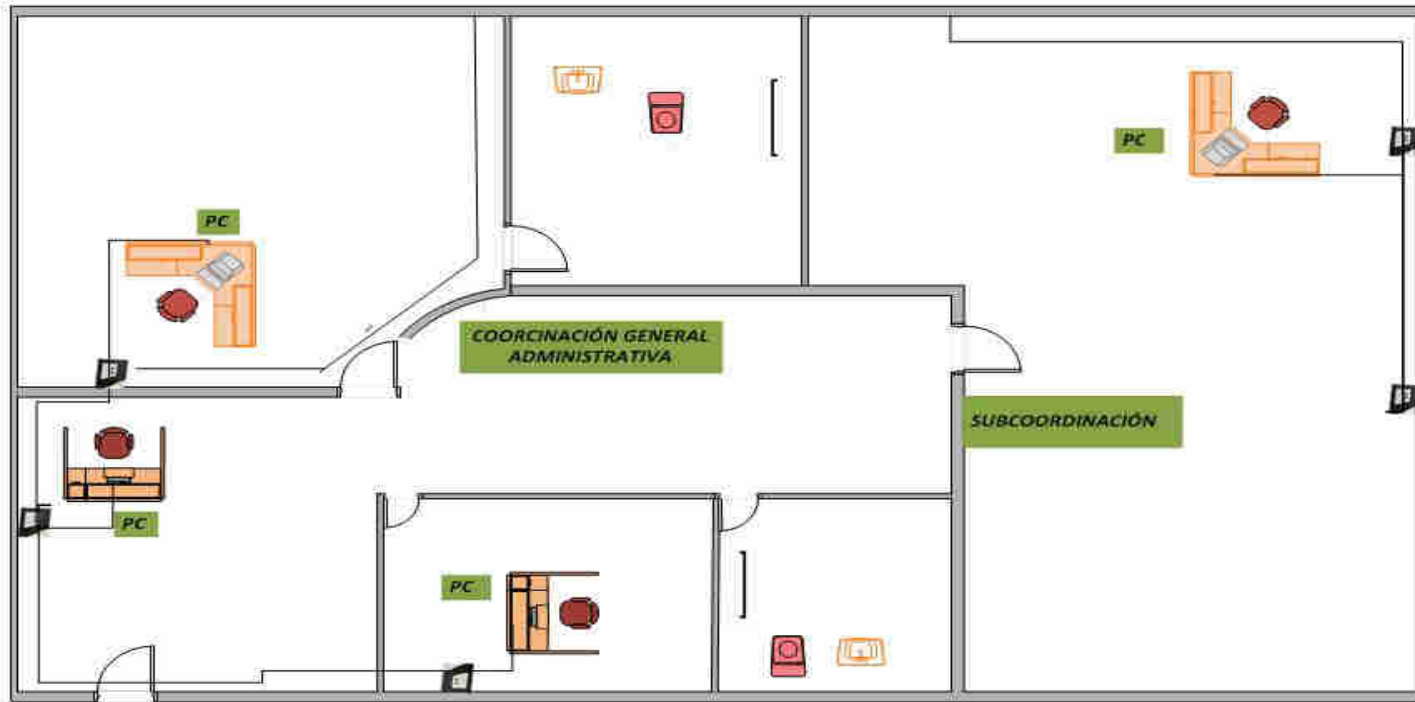 PC
PC
COORCINACIÓN GENERAL
ADMINISTRATIVA
SUBCOORDINACIÓN
PC
PC